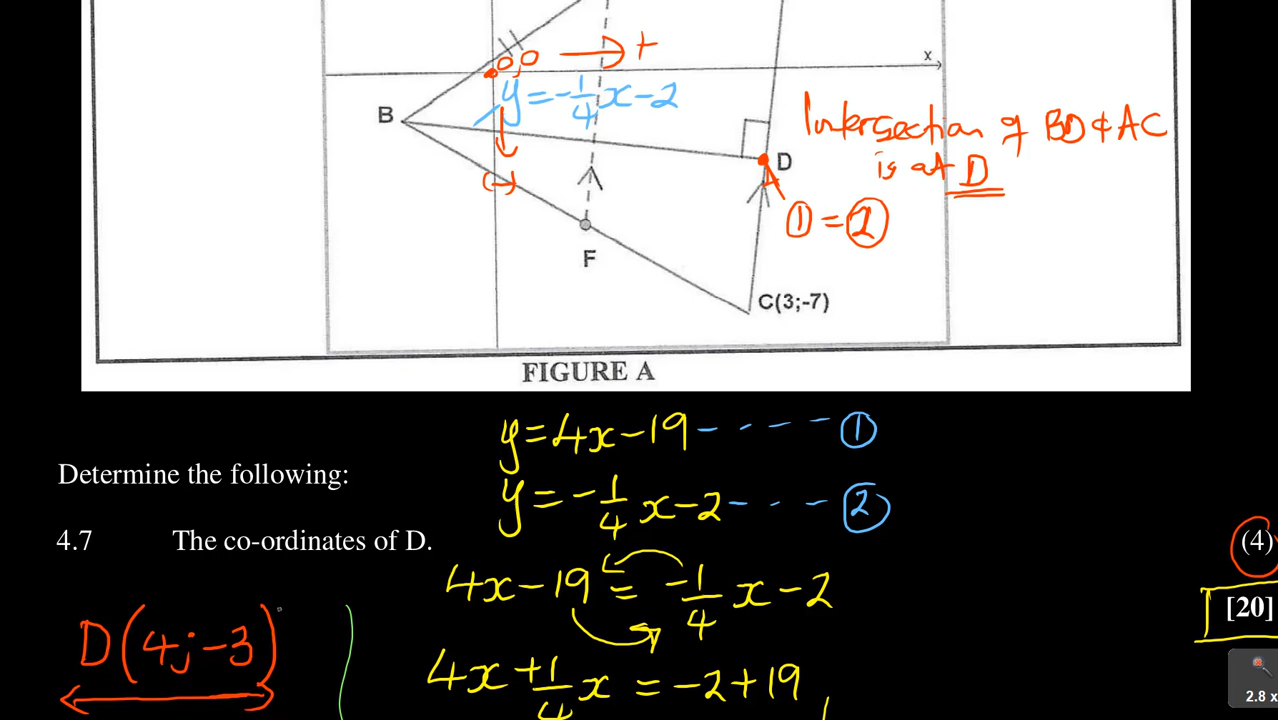 0,0 → +
x
B
y = -1/4 x - 2
Intersection of BD & AC
is at D
D
① = ②
F
C(3;-7)
FIGURE A
y = 4x - 19 - - - - - ①
Determine the following:
y = -1/4 x - 2 - - - - ②
4.7 The co-ordinates of D. (4)
4x - 19 = -1/4 x - 2
[20]
D(4;-3)
4x + 1/4 x = -2 + 19
2.8 x